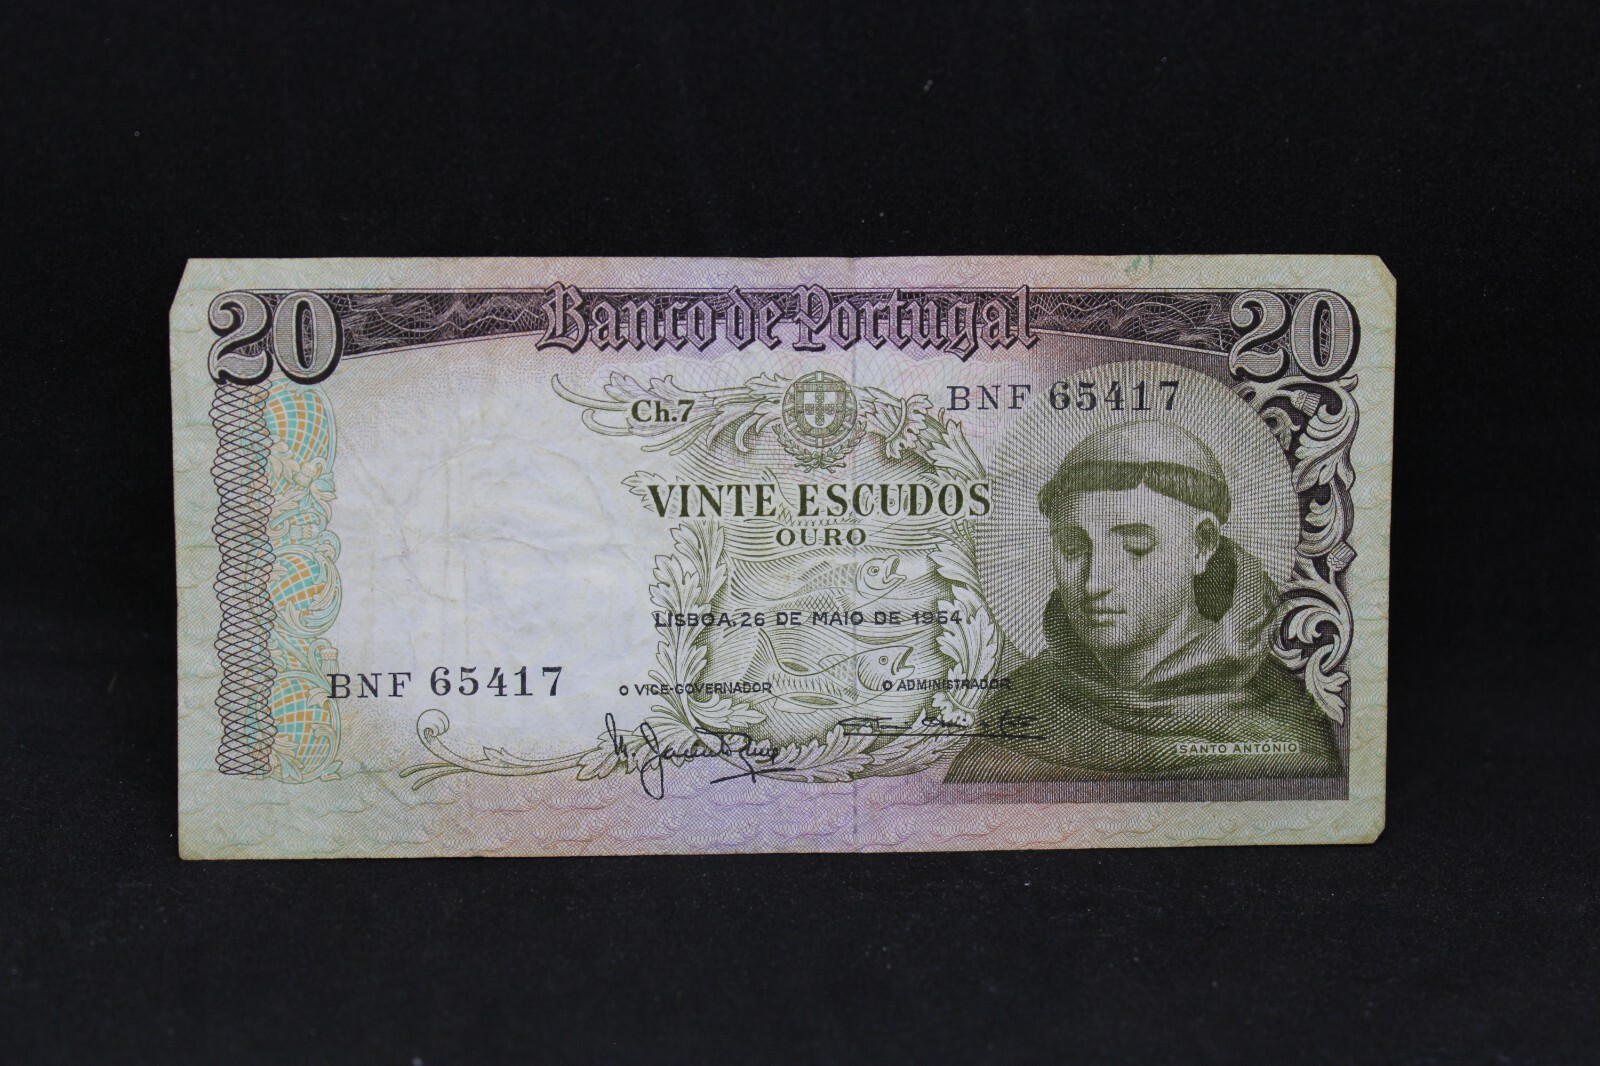 20 Banco de Portugal 20
Ch.7
BNF 65417
VINTE ESCUDOS
OURO
LISBOA, 26 DE MAIO DE 1964.
BNF 65417
O VICE-GOVERNADOR
O ADMINISTRADOR
SANTO ANTÓNIO